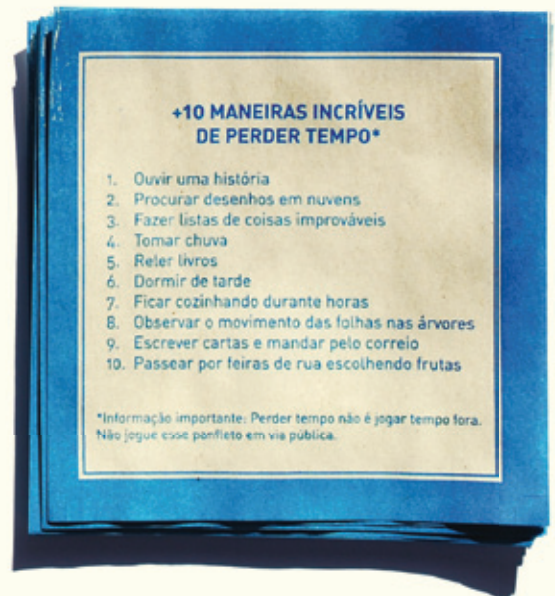 +10 MANEIRAS INCRÍVEIS
DE PERDER TEMPO*
1. Ouvir uma história
2. Procurar desenhos em nuvens
3. Fazer listas de coisas improváveis
4. Tomar chuva
5. Reler livros
6. Dormir de tarde
7. Ficar cozinhando durante horas
8. Observar o movimento das folhas nas árvores
9. Escrever cartas e mandar pelo correio
10. Passear por feiras de rua escolhendo frutas
*Informação importante: Perder tempo não é jogar tempo fora.
Não jogue esse panfleto em via pública.